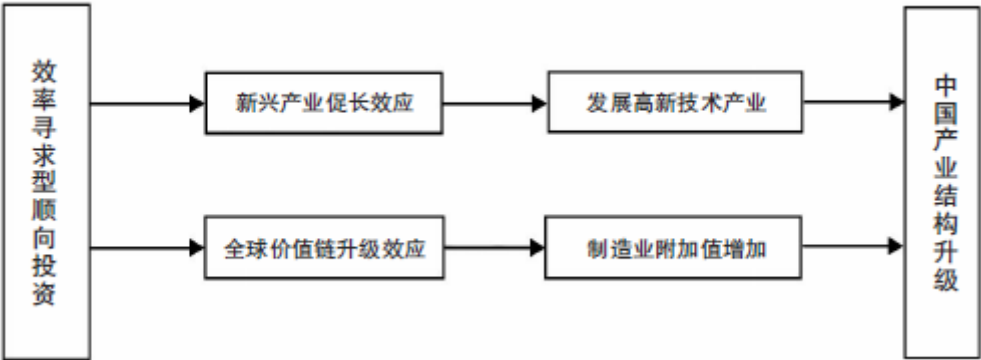 效率寻求型顺向投资
新兴产业促长效应
发展高新技术产业
全球价值链升级效应
制造业附加值增加
中国产业结构升级